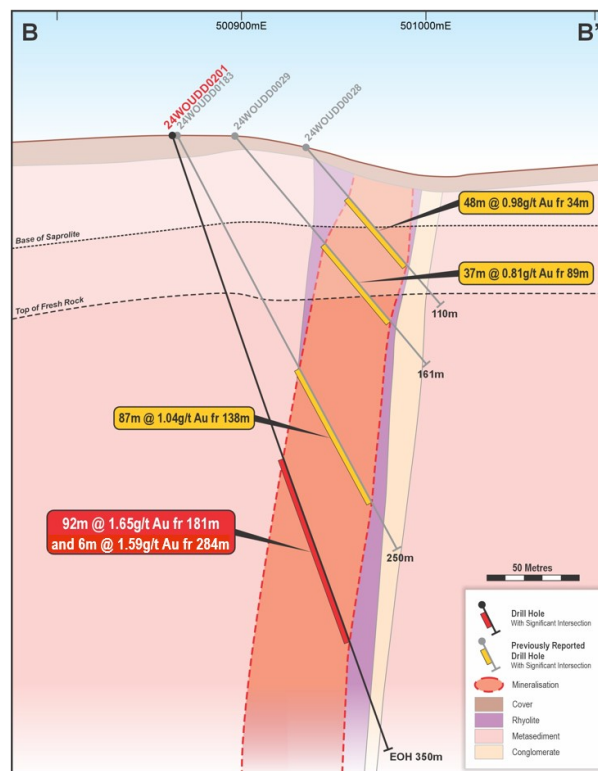 B
500900mE
501000mE
B'
24WOUDD0201
24WOUDD0183
24WOUDD0029
24WOUDD0028
48m @ 0.98g/t Au fr 34m
Base of Saprolite
37m @ 0.81g/t Au fr 89m
Top of Fresh Rock
110m
161m
87m @ 1.04g/t Au fr 138m
92m @ 1.65g/t Au fr 181m
and 6m @ 1.59g/t Au fr 284m
250m
50 Metres
Drill Hole
With Significant Intersection
Previously Reported
Drill Hole
With Significant Intersection
Mineralisation
Cover
Rhyolite
Metasediment
Conglomerate
EOH 350m